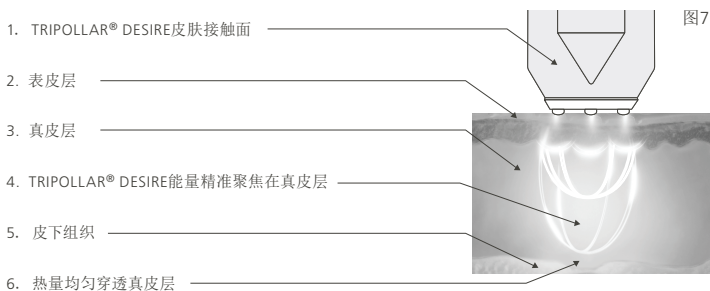 图7
1. TRIPOLLAR® DESIRE皮肤接触面
2. 表皮层
3. 真皮层
4. TRIPOLLAR® DESIRE能量精准聚焦在真皮层
5. 皮下组织
6. 热量均匀穿透真皮层